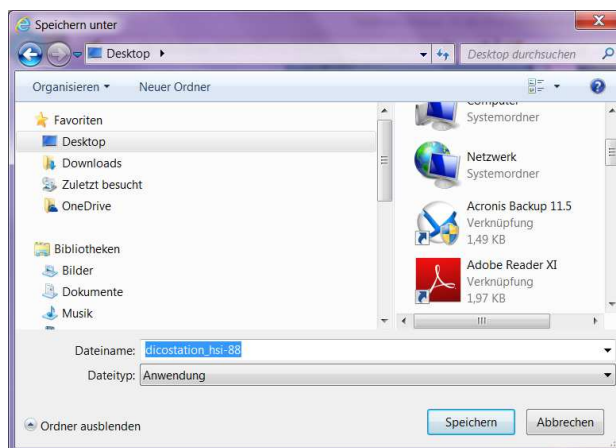 Speichern unter
Desktop
Desktop durchsuchen
Organisieren
Neuer Ordner
Favoriten
Desktop
Downloads
Zuletzt besucht
OneDrive
Bibliotheken
Bilder
Dokumente
Musik
Computer
Systemordner
Netzwerk
Systemordner
Acronis Backup 11.5
Verknüpfung
1,49 KB
Adobe Reader XI
Verknüpfung
1,97 KB
Dateiname: dicostation_hsi-88
Dateityp: Anwendung
Ordner ausblenden
Speichern
Abbrechen